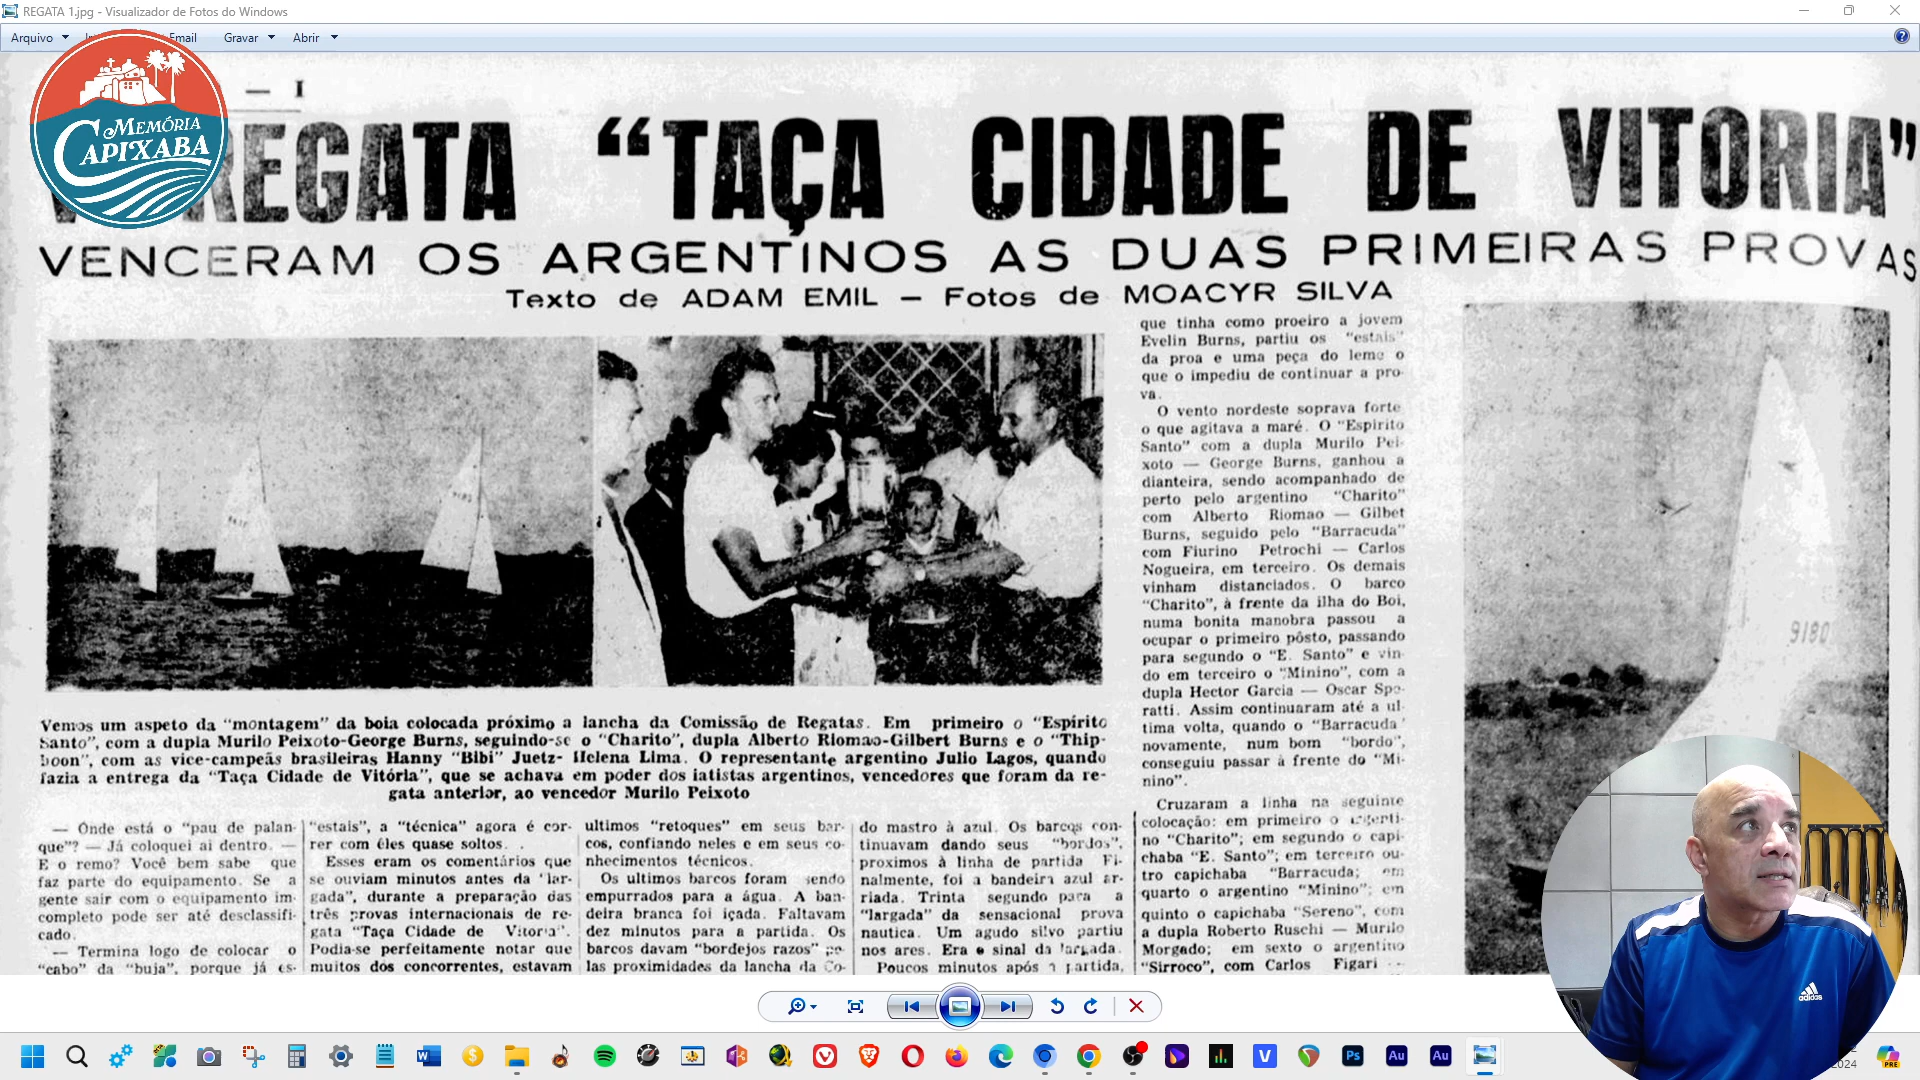 REGATA 1.jpg - Visualizador de Fotos do Windows
Arquivo
Email
Gravar
Abrir
— I
MEMÓRIA
CAPIXABA
REGATA “TAÇA CIDADE DE VITORIA”
VENCERAM OS ARGENTINOS AS DUAS PRIMEIRAS PROVAS
Texto de ADAM EMIL — Fotos de MOACYR SILVA
Vemos um aspeto da “montagem” da boia colocada próximo a lancha da Comissão de Regatas. Em primeiro o “Espírito
Santo”, com a dupla Murilo Peixoto-George Burns, seguindo-se o “Charito”, dupla Alberto Riomao-Gilbert Burns e o “Thip-
boon”, com as vice-campeãs brasileiras Hanny “Bibi” Juetz- Helena Lima. O representante argentino Julio Lagos, quando
fazia a entrega da “Taça Cidade de Vitória”, que se achava em poder dos iatistas argentinos, vencedores que foram da re-
gata anterior, ao vencedor Murilo Peixoto
— Onde está o “pau de palan-
que”? — Já coloquei ai dentro. —
E o remo? Você bem sabe que
faz parte do equipamento. Se a
gente sair com o equipamento im-
completo pode ser até desclassifi-
cado.
— Termina logo de colocar o
“cabo” da “buja”, porque já es-
“estais”, a “técnica” agora é cor-
rer com êles quase soltos.
Esses eram os comentários que
se ouviam minutos antes da “lar-
gada”, durante a preparação das
três provas internacionais de re-
gata “Taça Cidade de Vitoria”.
Podia-se perfeitamente notar que
muitos dos concorrentes, estavam
ultimos “retoques” em seus bar-
cos, confiando neles e em seus co-
nhecimentos técnicos.
Os ultimos barcos foram sendo
empurrados para a água. A ban-
deira branca foi içada. Faltavam
dez minutos para a partida. Os
barcos davam “bordejos razos” pe-
las proximidades da lancha da Co-
do mastro à azul. Os barcos con-
tinuavam dando seus “bordos”,
proximos à linha de partida Fi-
nalmente, foi a bandeira azul ar-
riada. Trinta segundo para a
“largada” da sensacional prova
nautica. Um agudo silvo partiu
nos ares. Era o sinal da largada.
Poucos minutos após a partida,
que tinha como proeiro a jovem
Evelin Burns, partiu os “estais”
da proa e uma peça do leme o
que o impediu de continuar a pro-
va.
O vento nordeste soprava forte
o que agitava a maré. O “Espirito
Santo” com a dupla Murilo Pei-
xoto — George Burns, ganhou a
dianteira, sendo acompanhado de
perto pelo argentino “Charito”
com Alberto Riomao — Gilbet
Burns, seguido pelo “Barracuda”
com Fiurino Petrochi — Carlos
Nogueira, em terceiro. Os demais
vinham distanciados. O barco
“Charito”, à frente da ilha do Boi,
numa bonita manobra passou a
ocupar o primeiro pôsto, passando
para segundo o “E. Santo” e vin-
do em terceiro o “Minino”, com a
dupla Hector Garcia — Oscar Spo-
ratti. Assim continuaram até a ul-
tima volta, quando o “Barracuda”
novamente, num bom “bordo”,
conseguiu passar à frente do “Mi-
nino”.
Cruzaram a linha na seguinte
colocação: em primeiro o argenti-
no “Charito”; em segundo o capi-
chaba “E. Santo”; em terceiro ou-
tro capichaba “Barracuda; em
quarto o argentino “Minino”; em
quinto o capichaba “Sereno”, com
a dupla Roberto Ruschi — Murilo
Morgado; em sexto o argentino
“Sirroco”, com Carlos Figari --
9180
adidas
2024